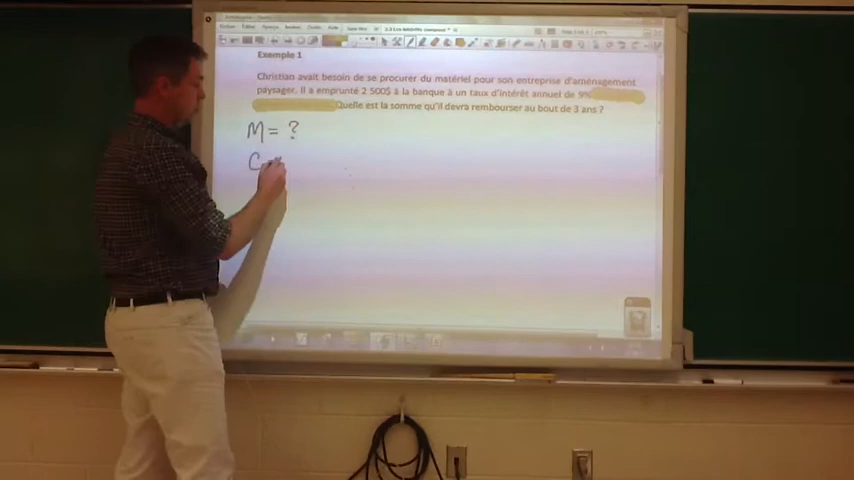 Exemple 1
Christian avait besoin de se procurer du matériel pour son entreprise d'aménagement
paysager. Il a emprunté 2 500$ à la banque à un taux d'intérêt annuel de 9%
Quelle est la somme qu'il devra rembourser au bout de 3 ans ?
M = ?
C =